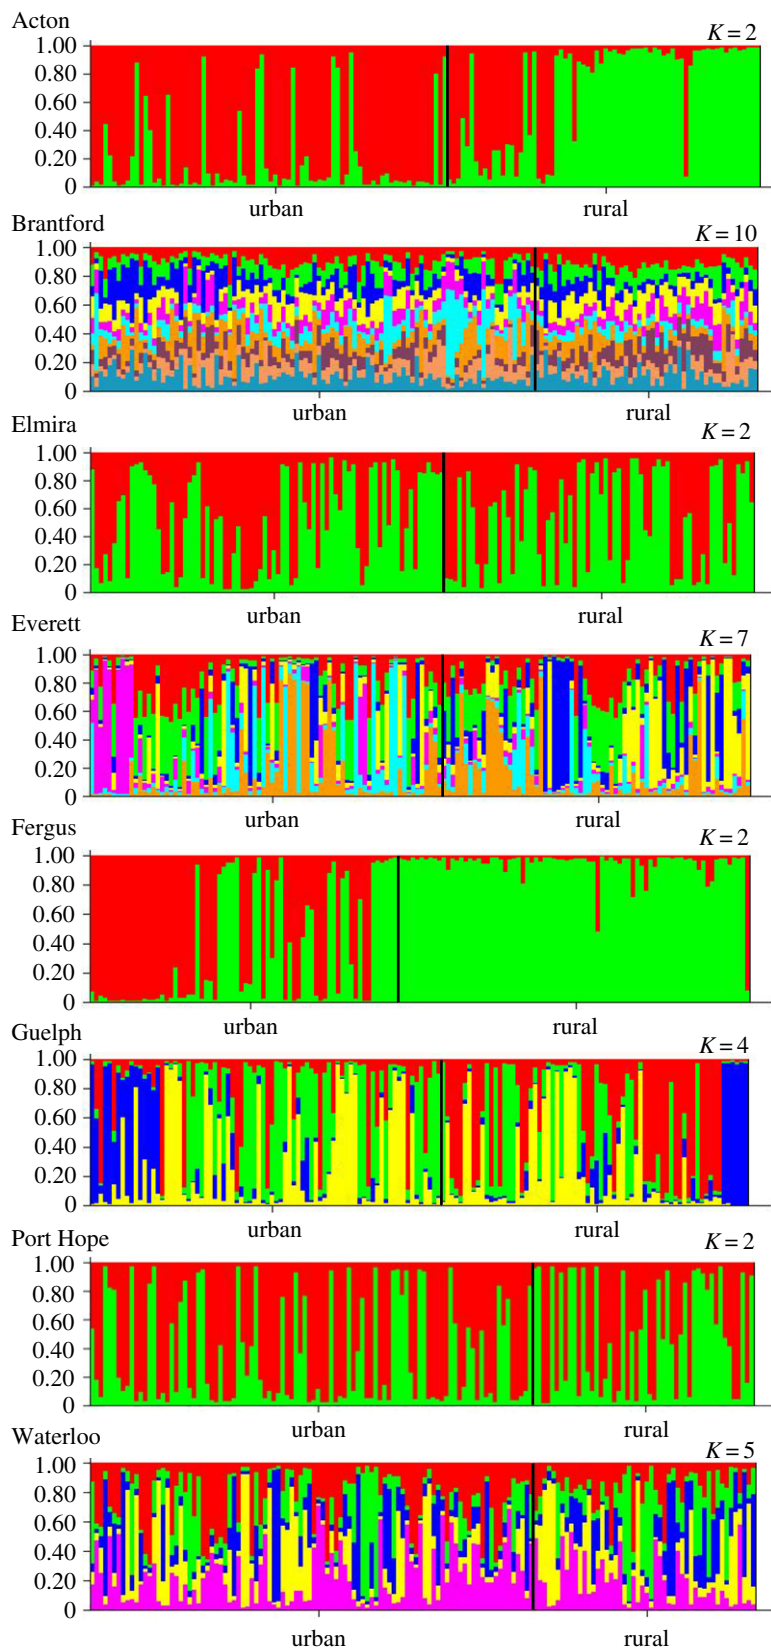 Acton
K = 2
1.00
0.80
0.60
0.40
0.20
0
urban rural
Brantford
K = 10
1.00
0.80
0.60
0.40
0.20
0
urban rural
Elmira
K = 2
1.00
0.80
0.60
0.40
0.20
0
urban rural
Everett
K = 7
1.00
0.80
0.60
0.40
0.20
0
urban rural
Fergus
K = 2
1.00
0.80
0.60
0.40
0.20
0
urban rural
Guelph
K = 4
1.00
0.80
0.60
0.40
0.20
0
urban rural
Port Hope
K = 2
1.00
0.80
0.60
0.40
0.20
0
urban rural
Waterloo
K = 5
1.00
0.80
0.60
0.40
0.20
0
urban rural